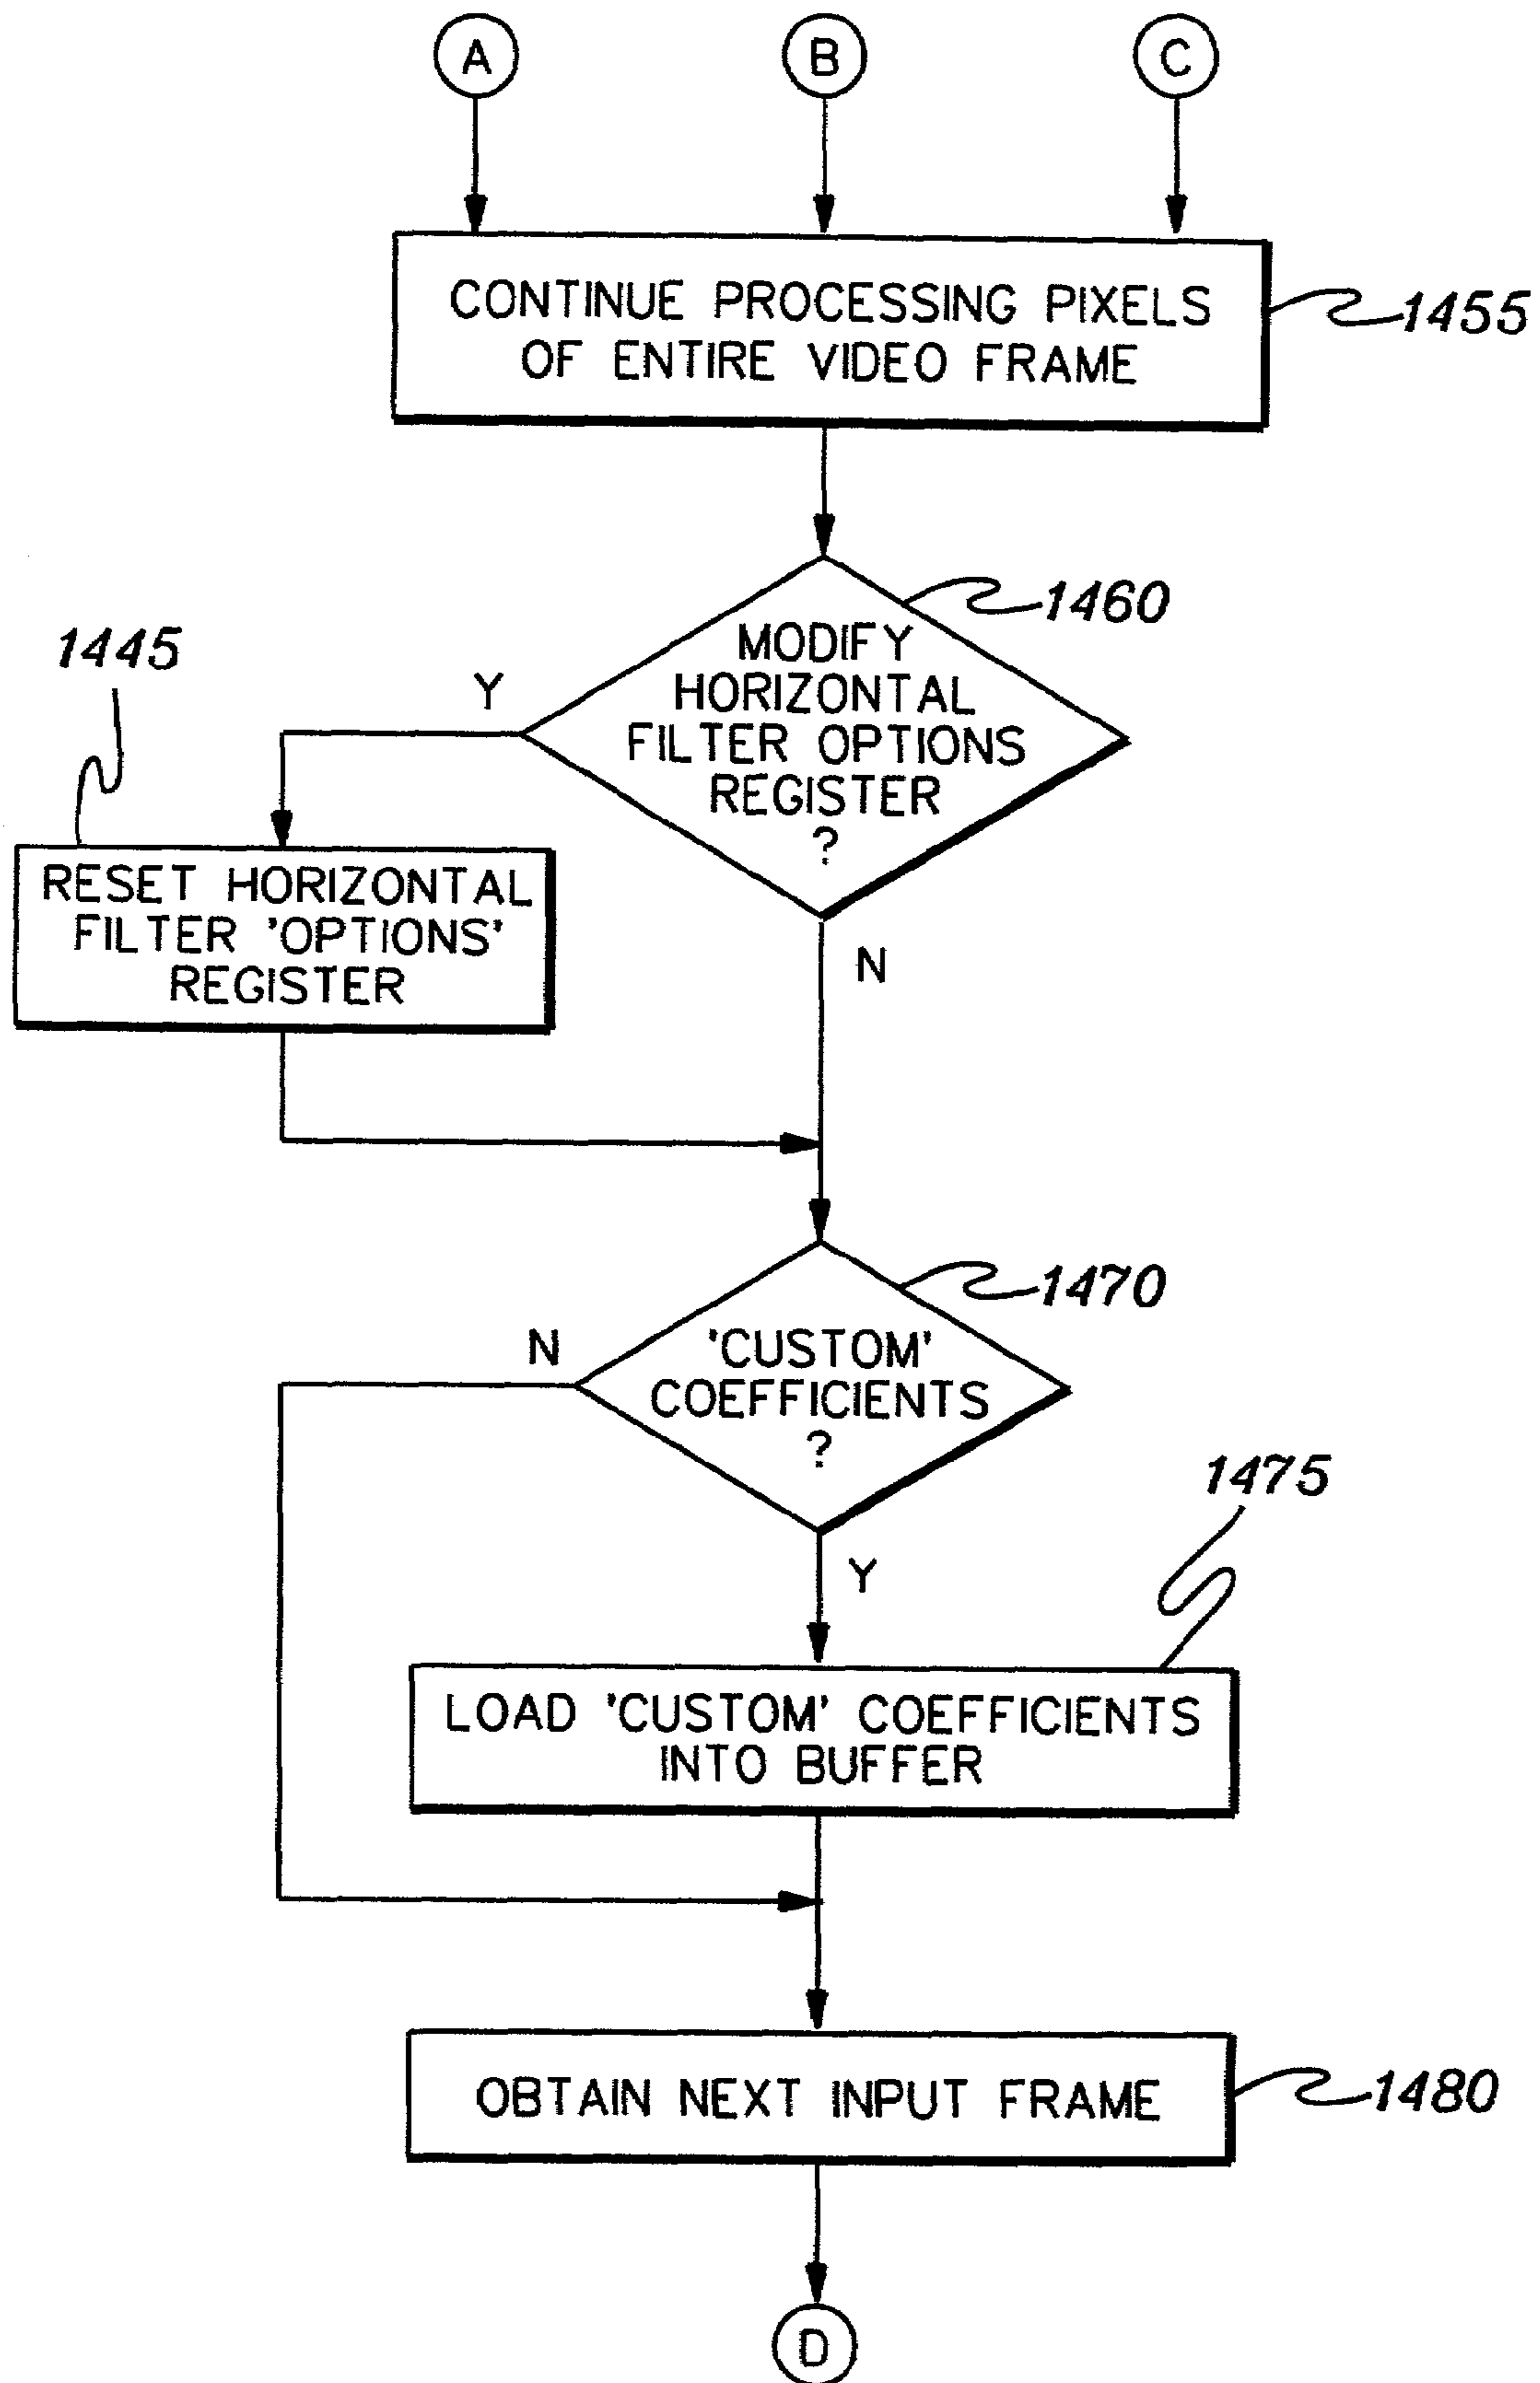 A
B
C
CONTINUE PROCESSING PIXELS
OF ENTIRE VIDEO FRAME
1455
1460
MODIFY
HORIZONTAL
FILTER OPTIONS
REGISTER
?
Y
N
1445
RESET HORIZONTAL
FILTER 'OPTIONS'
REGISTER
1470
'CUSTOM'
COEFFICIENTS
?
N
Y
1475
LOAD 'CUSTOM' COEFFICIENTS
INTO BUFFER
OBTAIN NEXT INPUT FRAME
1480
D